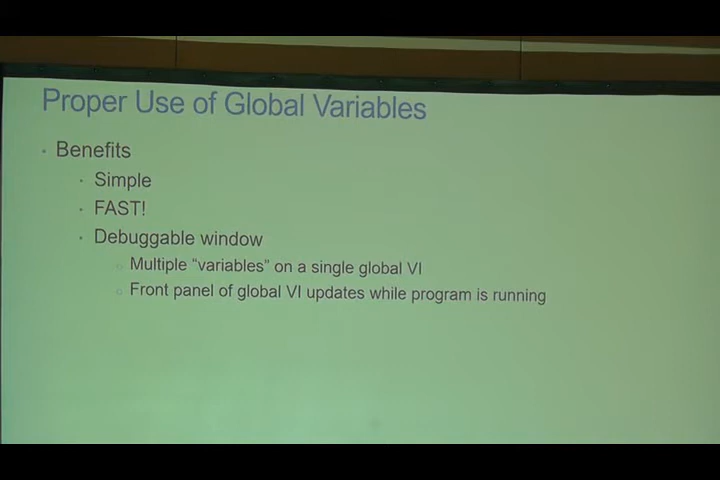 Proper Use of Global Variables
• Benefits
• Simple
• FAST!
• Debuggable window
○ Multiple “variables” on a single global VI
○ Front panel of global VI updates while program is running